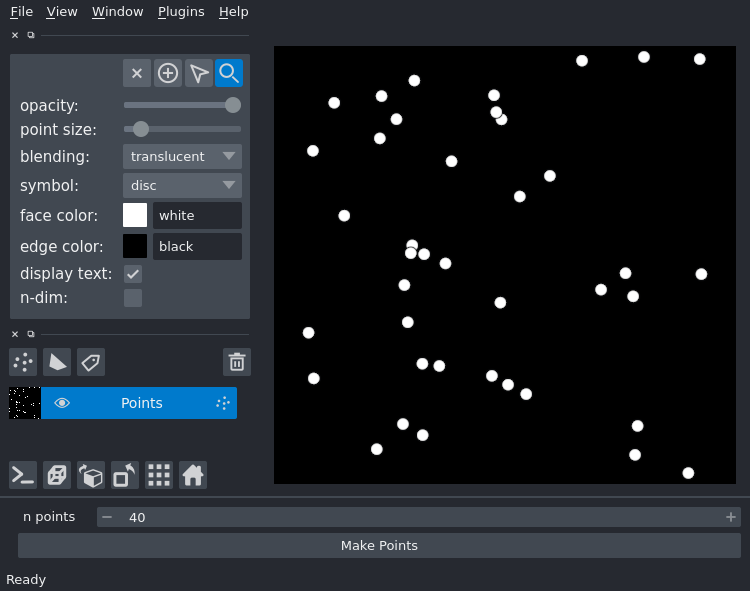 File View Window Plugins Help
opacity:
point size:
blending: translucent
symbol: disc
face color: white
edge color: black
display text:
n-dim:
Points
n points 40
Make Points
Ready